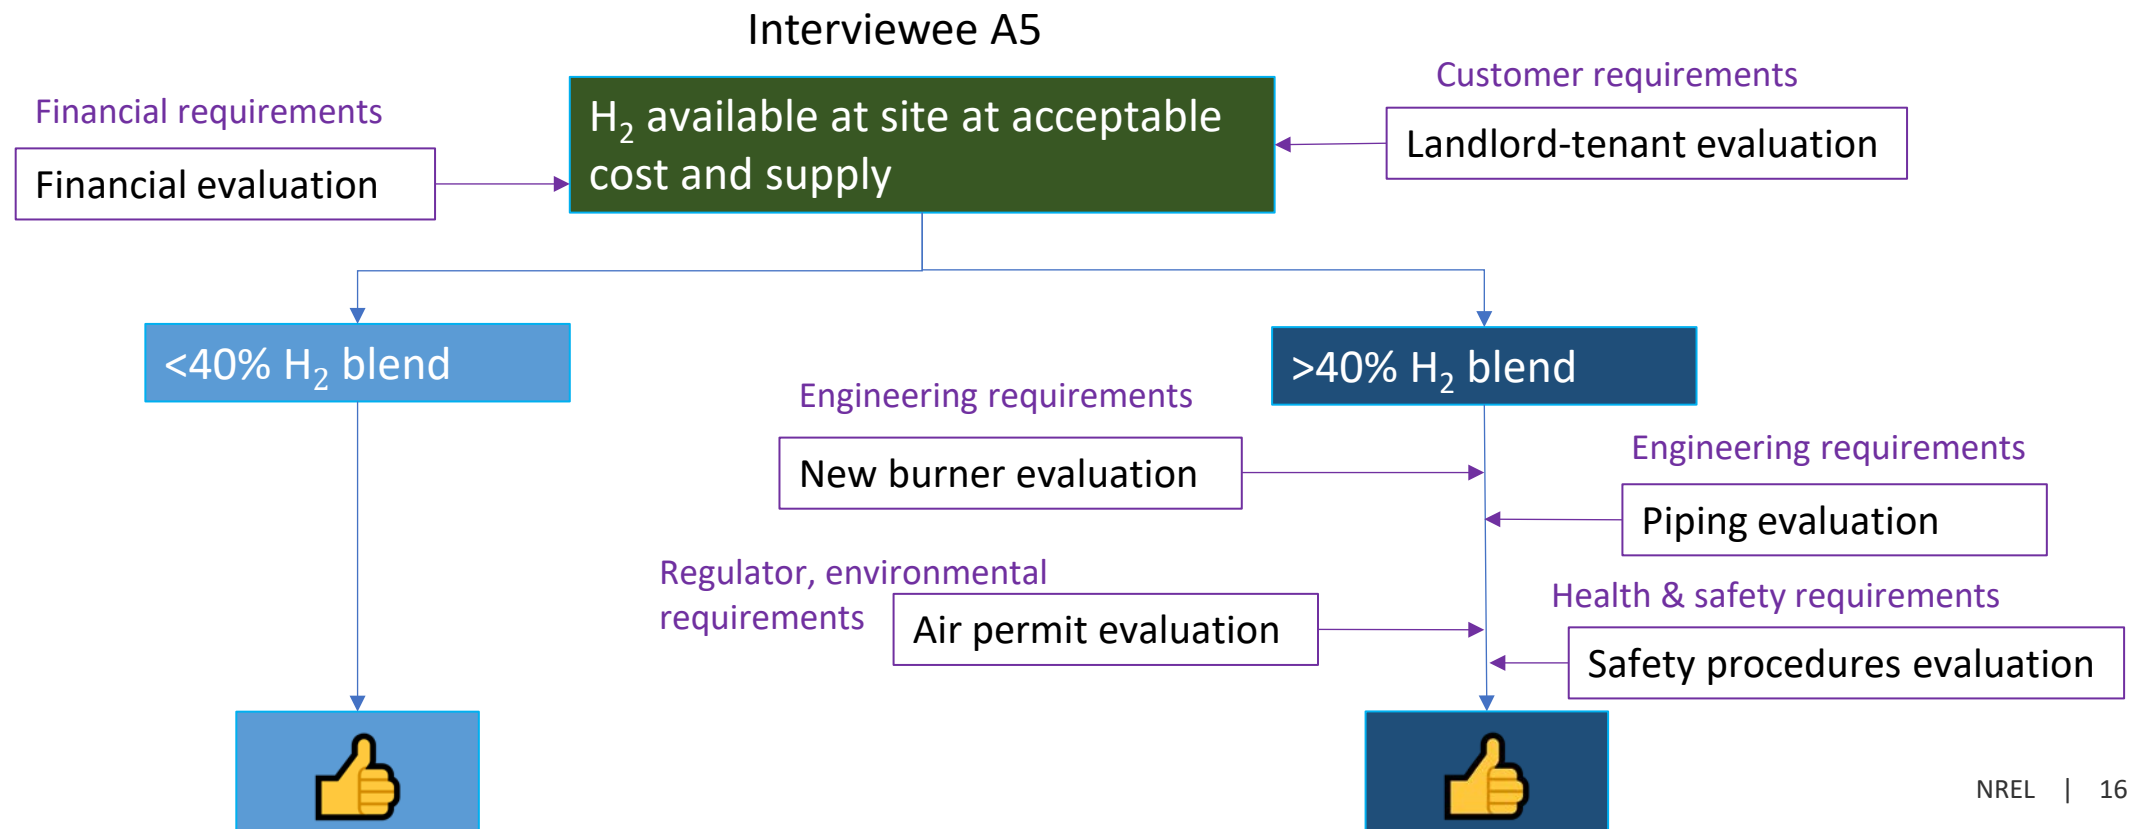 Interviewee A5
Financial requirements
Financial evaluation
H₂ available at site at acceptable
cost and supply
Customer requirements
Landlord-tenant evaluation
<40% H₂ blend
>40% H₂ blend
Engineering requirements
New burner evaluation
Engineering requirements
Piping evaluation
Regulator, environmental
requirements
Air permit evaluation
Health & safety requirements
Safety procedures evaluation
NREL | 16